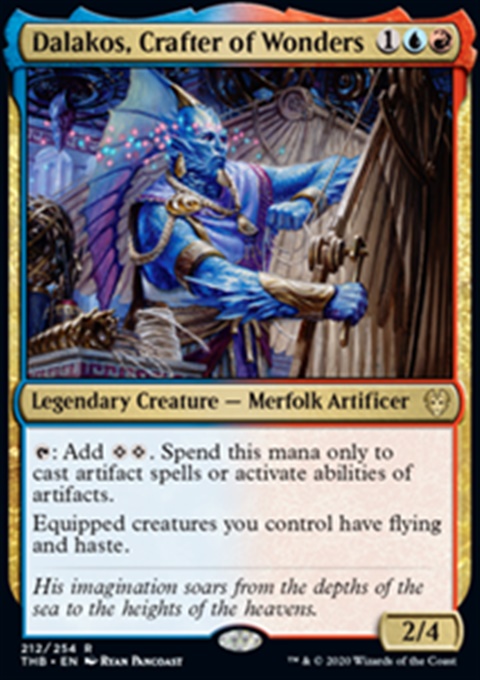 Dalakos, Crafter of Wonders 1
Legendary Creature — Merfolk Artificer
: Add . Spend this mana only to
cast artifact spells or activate abilities of
artifacts.
Equipped creatures you control have flying
and haste.
His imagination soars from the depths of the
sea to the heights of the heavens.
2/4
212/254 R
THB • EN Ryan Pancoast
™ & © 2020 Wizards of the Coast